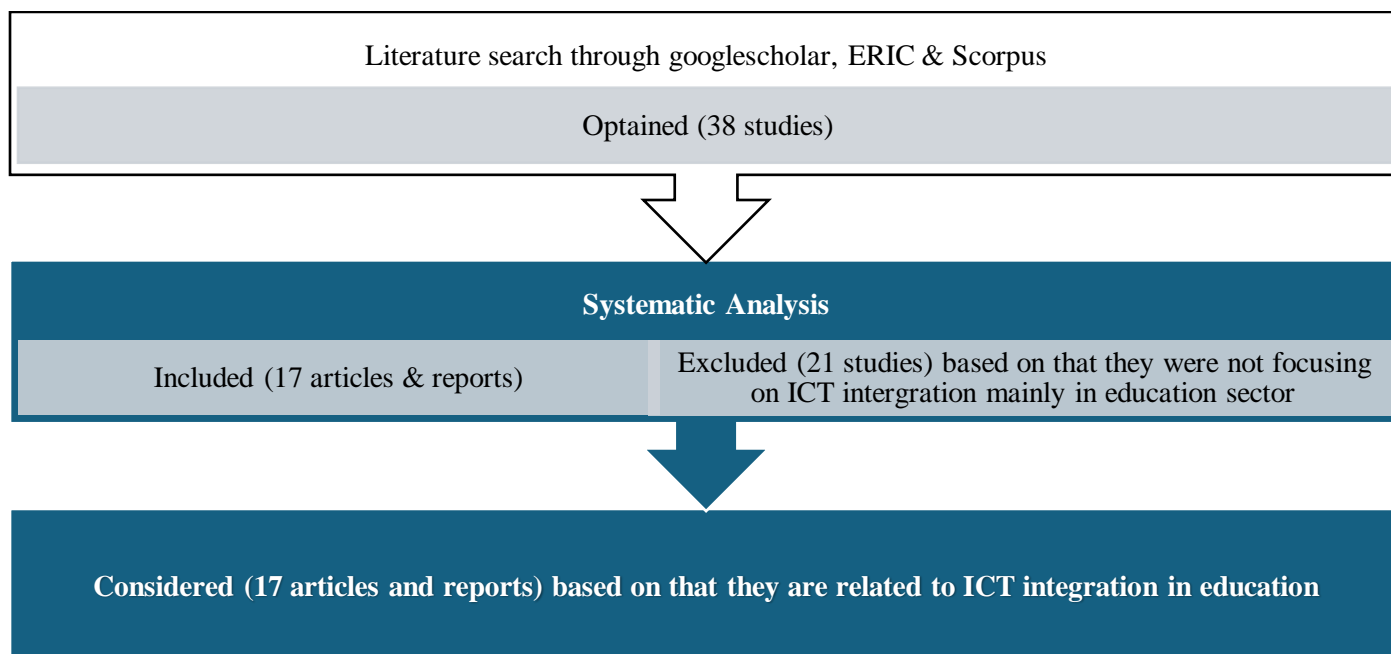 Literature search through googlescholar, ERIC & Scorpus
Optained (38 studies)
Systematic Analysis
Included (17 articles & reports)
Excluded (21 studies) based on that they were not focusing
on ICT intergration mainly in education sector
Considered (17 articles and reports) based on that they are related to ICT integration in education